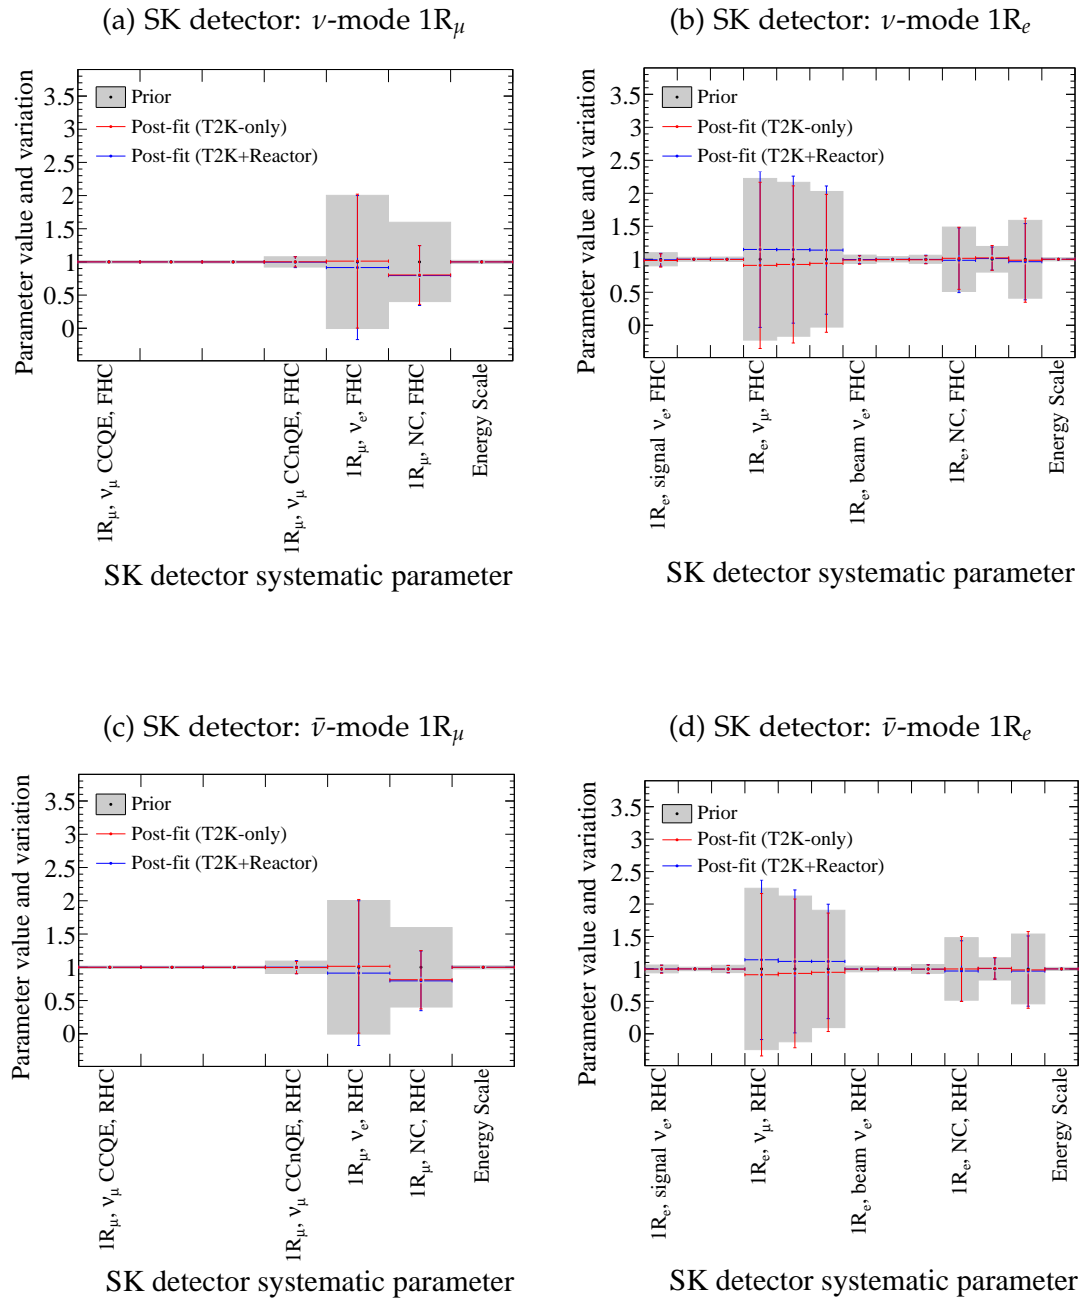 (a) SK detector: ν-mode 1Rμ
Parameter value and variation
3.5
3
2.5
2
1.5
1
0.5
0
Prior
Post-fit (T2K-only)
Post-fit (T2K+Reactor)
1Rμ, νμ CCQE, FHC
1Rμ, νμ CCnQE, FHC
1Rμ, νe, FHC
1Rμ, NC, FHC
Energy Scale
SK detector systematic parameter
(b) SK detector: ν-mode 1Re
Parameter value and variation
3.5
3
2.5
2
1.5
1
0.5
0
Prior
Post-fit (T2K-only)
Post-fit (T2K+Reactor)
1Re, signal νe, FHC
1Re, νμ, FHC
1Re, beam νe, FHC
1Re, NC, FHC
Energy Scale
SK detector systematic parameter
(c) SK detector: ν̄-mode 1Rμ
Parameter value and variation
3.5
3
2.5
2
1.5
1
0.5
0
Prior
Post-fit (T2K-only)
Post-fit (T2K+Reactor)
1Rμ, νμ CCQE, RHC
1Rμ, νμ CCnQE, RHC
1Rμ, νe, RHC
1Rμ, NC, RHC
Energy Scale
SK detector systematic parameter
(d) SK detector: ν̄-mode 1Re
Parameter value and variation
3.5
3
2.5
2
1.5
1
0.5
0
Prior
Post-fit (T2K-only)
Post-fit (T2K+Reactor)
1Re, signal νe, RHC
1Re, νμ, RHC
1Re, beam νe, RHC
1Re, NC, RHC
Energy Scale
SK detector systematic parameter